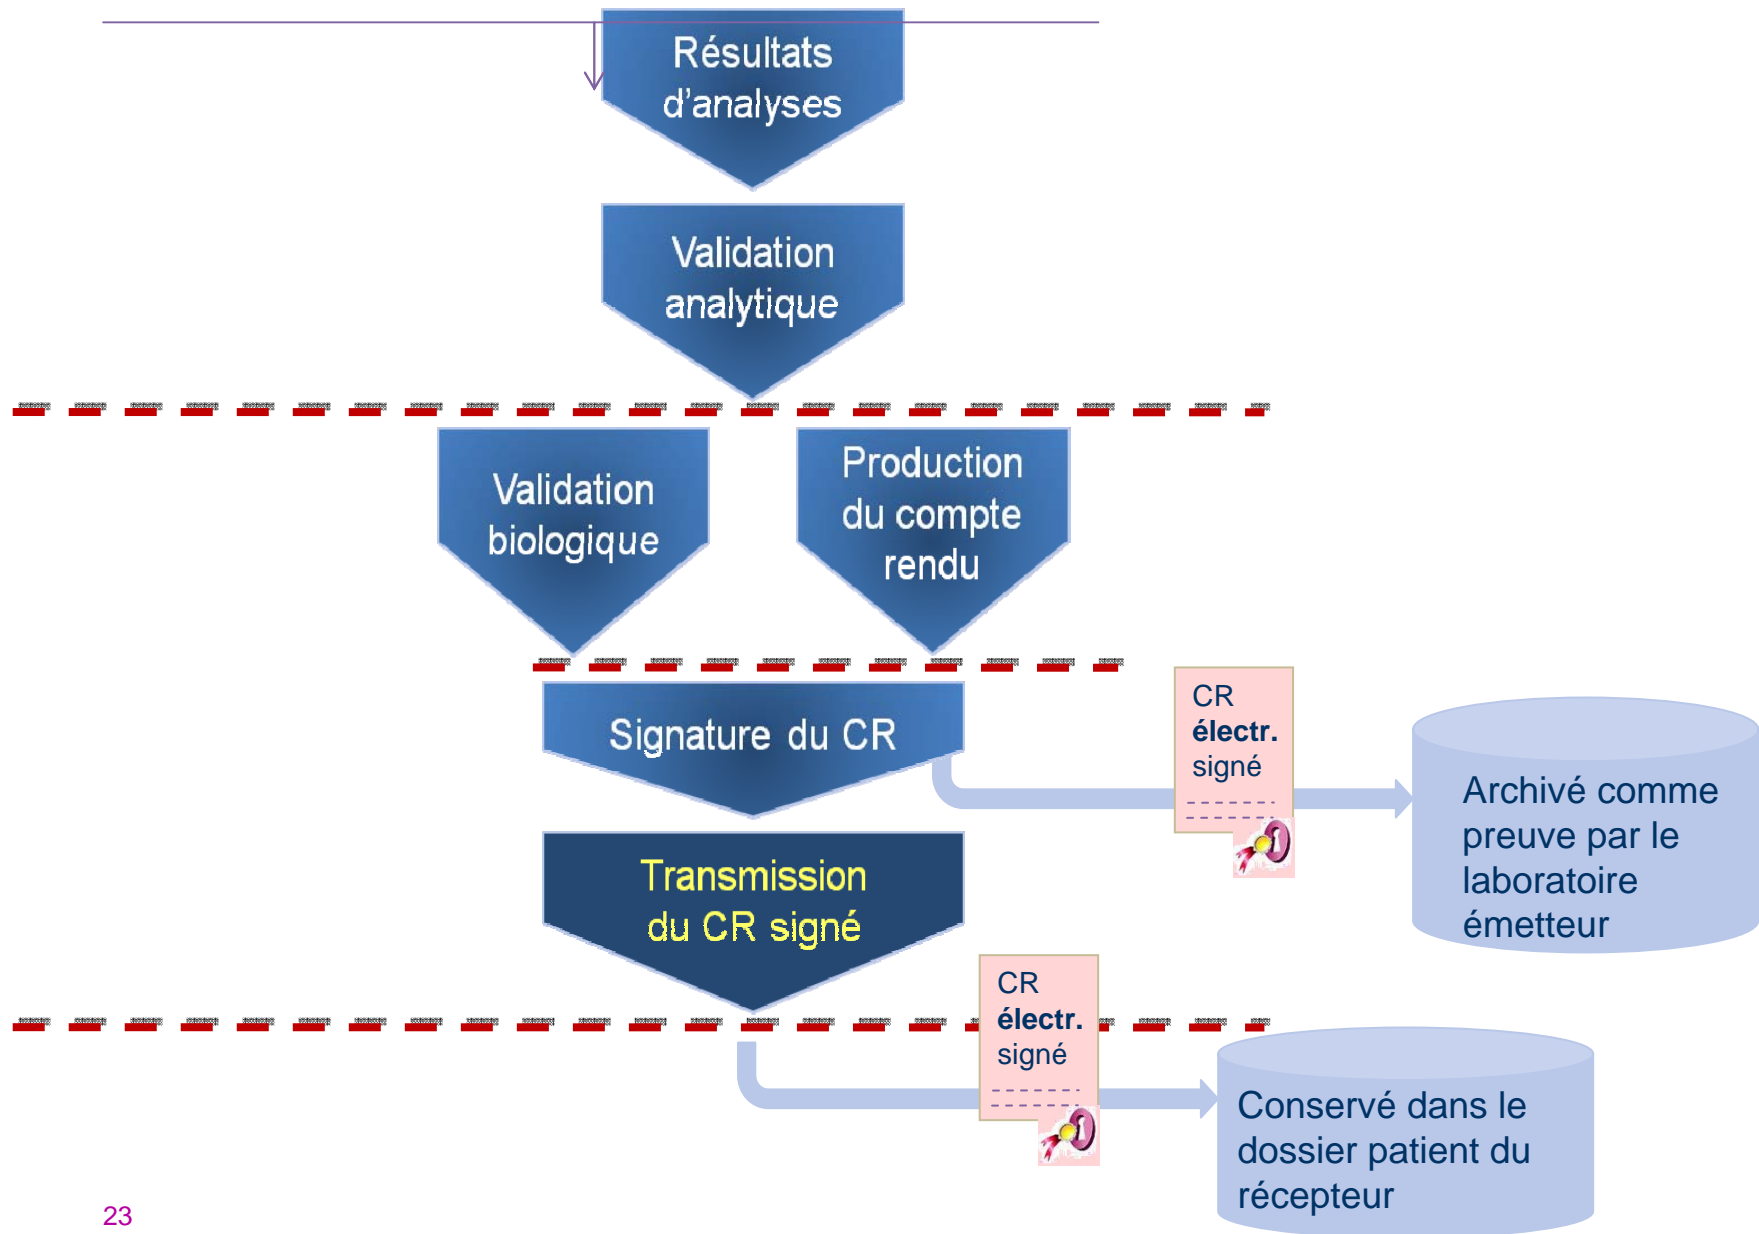 Résultats
d'analyses
Validation
analytique
Validation
biologique
Production
du compte
rendu
Signature du CR
CR
électr.
signé
Archivé comme
preuve par le
laboratoire
émetteur
Transmission
du CR signé
CR
électr.
signé
Conservé dans le
dossier patient du
récepteur
23